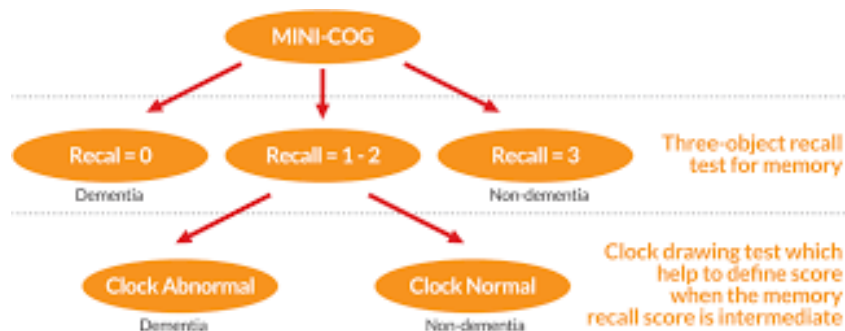 MINI-COG
Recal = 0
Recall = 1 - 2
Recall = 3
Three-object recall
test for memory
Dementia
Non-dementia
Clock Abnormal
Clock Normal
Clock drawing test which
help to define score
when the memory
recall score is intermediate
Dementia
Non-dementia